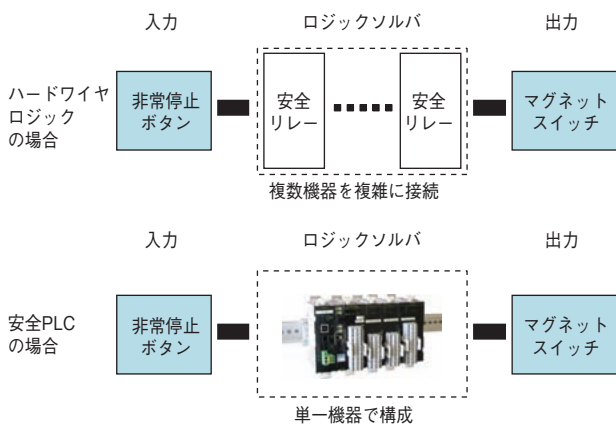 入力 ロジックソルバ 出力
ハードワイヤ
ロジック
の場合
非常停止
ボタン
安全
リレー
安全
リレー
マグネット
スイッチ
複数機器を複雑に接続
入力 ロジックソルバ 出力
安全PLC
の場合
非常停止
ボタン
マグネット
スイッチ
単一機器で構成